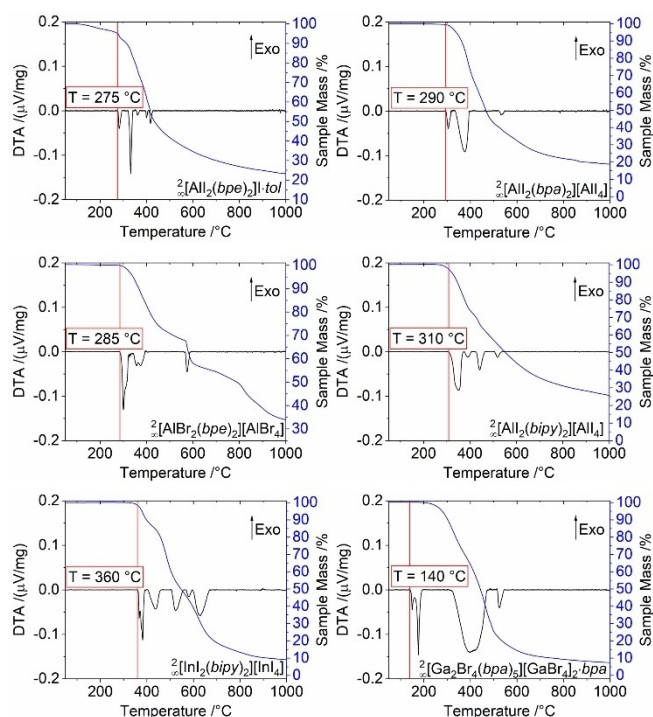 0.2
0.1
0.0
-0.1
-0.2
DTA /(µV/mg)
↑Exo
T = 275 °C
²∞[AlI₂(bpe)₂]I·tol
100
90
80
70
60
50
40
30
20
10
Sample Mass /%
200 400 600 800 1000
Temperature /°C
0.2
0.1
0.0
-0.1
-0.2
DTA /(µV/mg)
↑Exo
T = 290 °C
²∞[AlI₂(bpa)₂][AlI₄]
100
90
80
70
60
50
40
30
20
10
0
Sample Mass /%
200 400 600 800 1000
Temperature /°C
0.2
0.1
0.0
-0.1
-0.2
DTA /(µV/mg)
↑Exo
T = 285 °C
²∞[AlBr₂(bpe)₂][AlBr₄]
100
90
80
70
60
50
40
30
Sample Mass /%
200 400 600 800 1000
Temperature /°C
0.2
0.1
0.0
-0.1
-0.2
DTA /(µV/mg)
↑Exo
T = 310 °C
²∞[AlI₂(bipy)₂][AlI₄]
100
90
80
70
60
50
40
30
20
10
0
Sample Mass /%
200 400 600 800 1000
Temperature /°C
0.2
0.1
0.0
-0.1
-0.2
DTA /(µV/mg)
↑Exo
T = 360 °C
²∞[InI₂(bipy)₂][InI₄]
100
90
80
70
60
50
40
30
20
10
0
Sample Mass /%
200 400 600 800 1000
Temperature /°C
0.2
0.1
0.0
-0.1
-0.2
DTA /(µV/mg)
↑Exo
T = 140 °C
²∞[Ga₂Br₄(bpa)₅][GaBr₄]₂·bpa
100
90
80
70
60
50
40
30
20
10
0
Sample Mass /%
200 400 600 800 1000
Temperature /°C